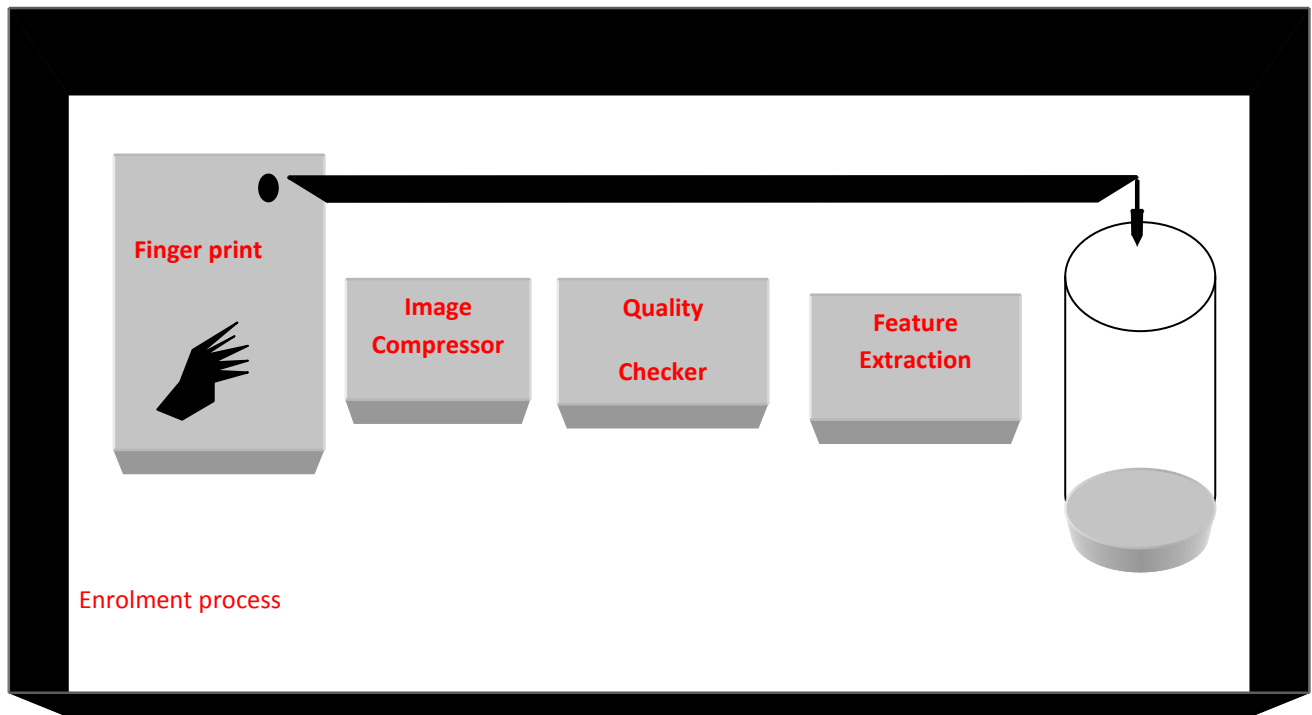 Finger print
Image
Compressor
Quality
Checker
Feature
Extraction
Enrolment process